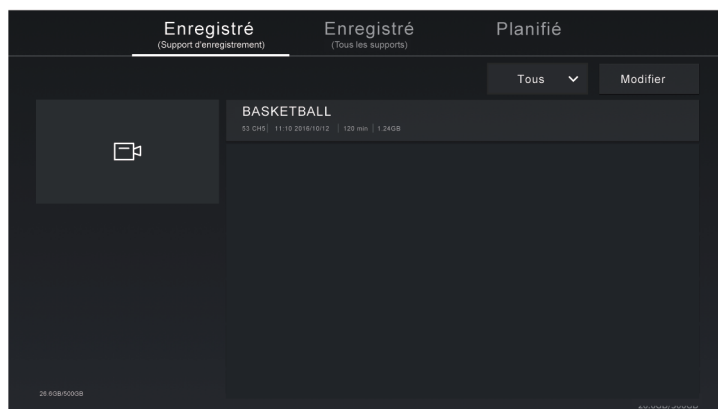 Enregistré
(Support d'enregistrement)
Enregistré
(Tous les supports)
Planifié
Tous
Modifier
BASKETBALL
53 CH5| 11:10 2016/10/12 | 120 min | 1.24GB
26.6GB/500GB